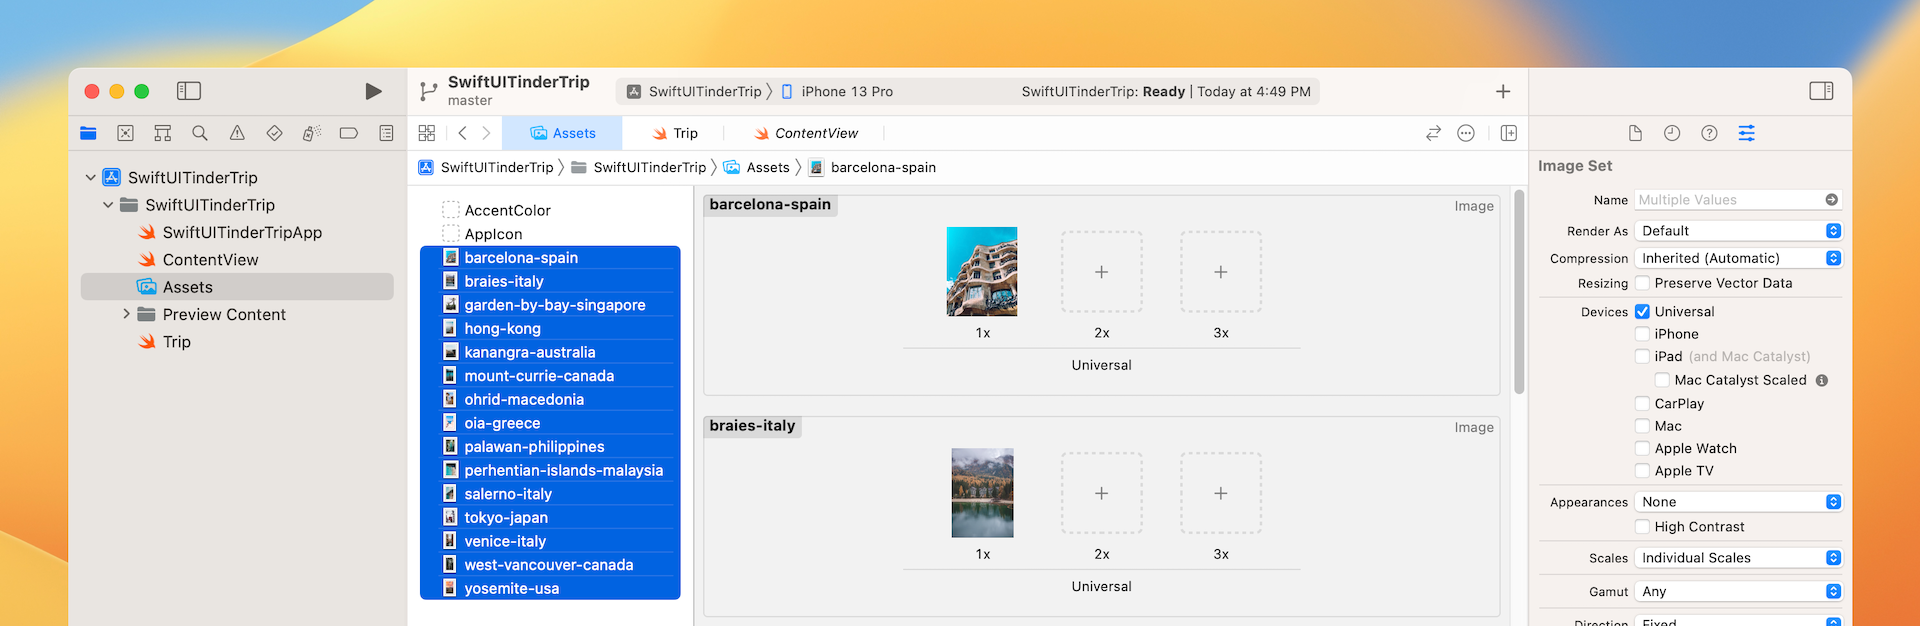 SwiftUITinderTrip
master
SwiftUITinderTrip
iPhone 13 Pro
SwiftUITinderTrip: Ready | Today at 4:49 PM
Assets
Trip
ContentView
SwiftUITinderTrip
SwiftUITinderTrip
SwiftUITinderTripApp
ContentView
Assets
Preview Content
Trip
SwiftUITinderTrip
SwiftUITinderTrip
Assets
barcelona-spain
AccentColor
AppIcon
barcelona-spain
braies-italy
garden-by-bay-singapore
hong-kong
kanangra-australia
mount-currie-canada
ohrid-macedonia
oia-greece
palawan-philippines
perhentian-islands-malaysia
salerno-italy
tokyo-japan
venice-italy
west-vancouver-canada
yosemite-usa
barcelona-spain
Image
1x
2x
3x
Universal
braies-italy
Image
1x
2x
3x
Universal
Image Set
Name Multiple Values
Render As Default
Compression Inherited (Automatic)
Resizing Preserve Vector Data
Devices Universal
iPhone
iPad (and Mac Catalyst)
Mac Catalyst Scaled
CarPlay
Mac
Apple Watch
Apple TV
Appearances None
High Contrast
Scales Individual Scales
Gamut Any
Direction Fixed